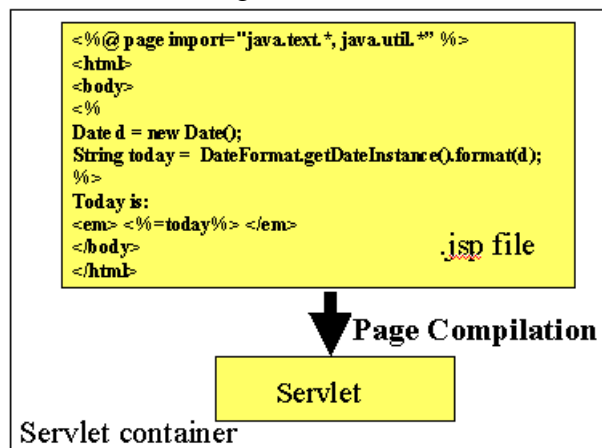 <%@ page import="java.text.*, java.util.*” %>
<html>
<body>
<%
Date d = new Date();
String today = DateFormat.getDateInstance().format(d);
%>
Today is:
<em> <%=today%> </em>
</body>
</html>
.jsp file
Page Compilation
Servlet
Servlet container